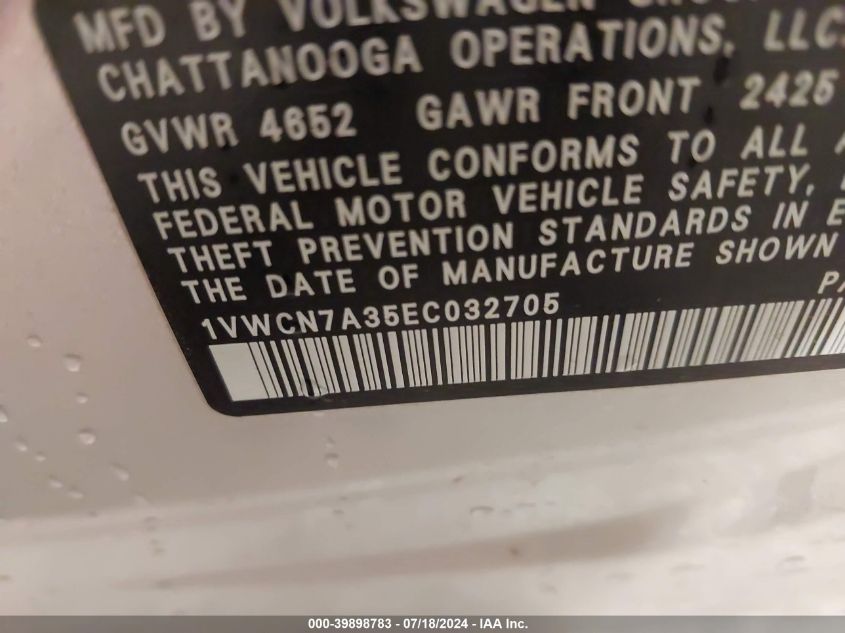 MFD BY VOLKSWAGEN
CHATTANOOGA OPERATIONS, LLC.
GVWR 4652 GAWR FRONT 2425
THIS VEHICLE CONFORMS TO ALL A
FEDERAL MOTOR VEHICLE SAFETY,
THEFT PREVENTION STANDARDS IN E
THE DATE OF MANUFACTURE SHOWN
PA
1VWCN7A35EC032705
000-39898783 - 07/18/2024 - IAA Inc.